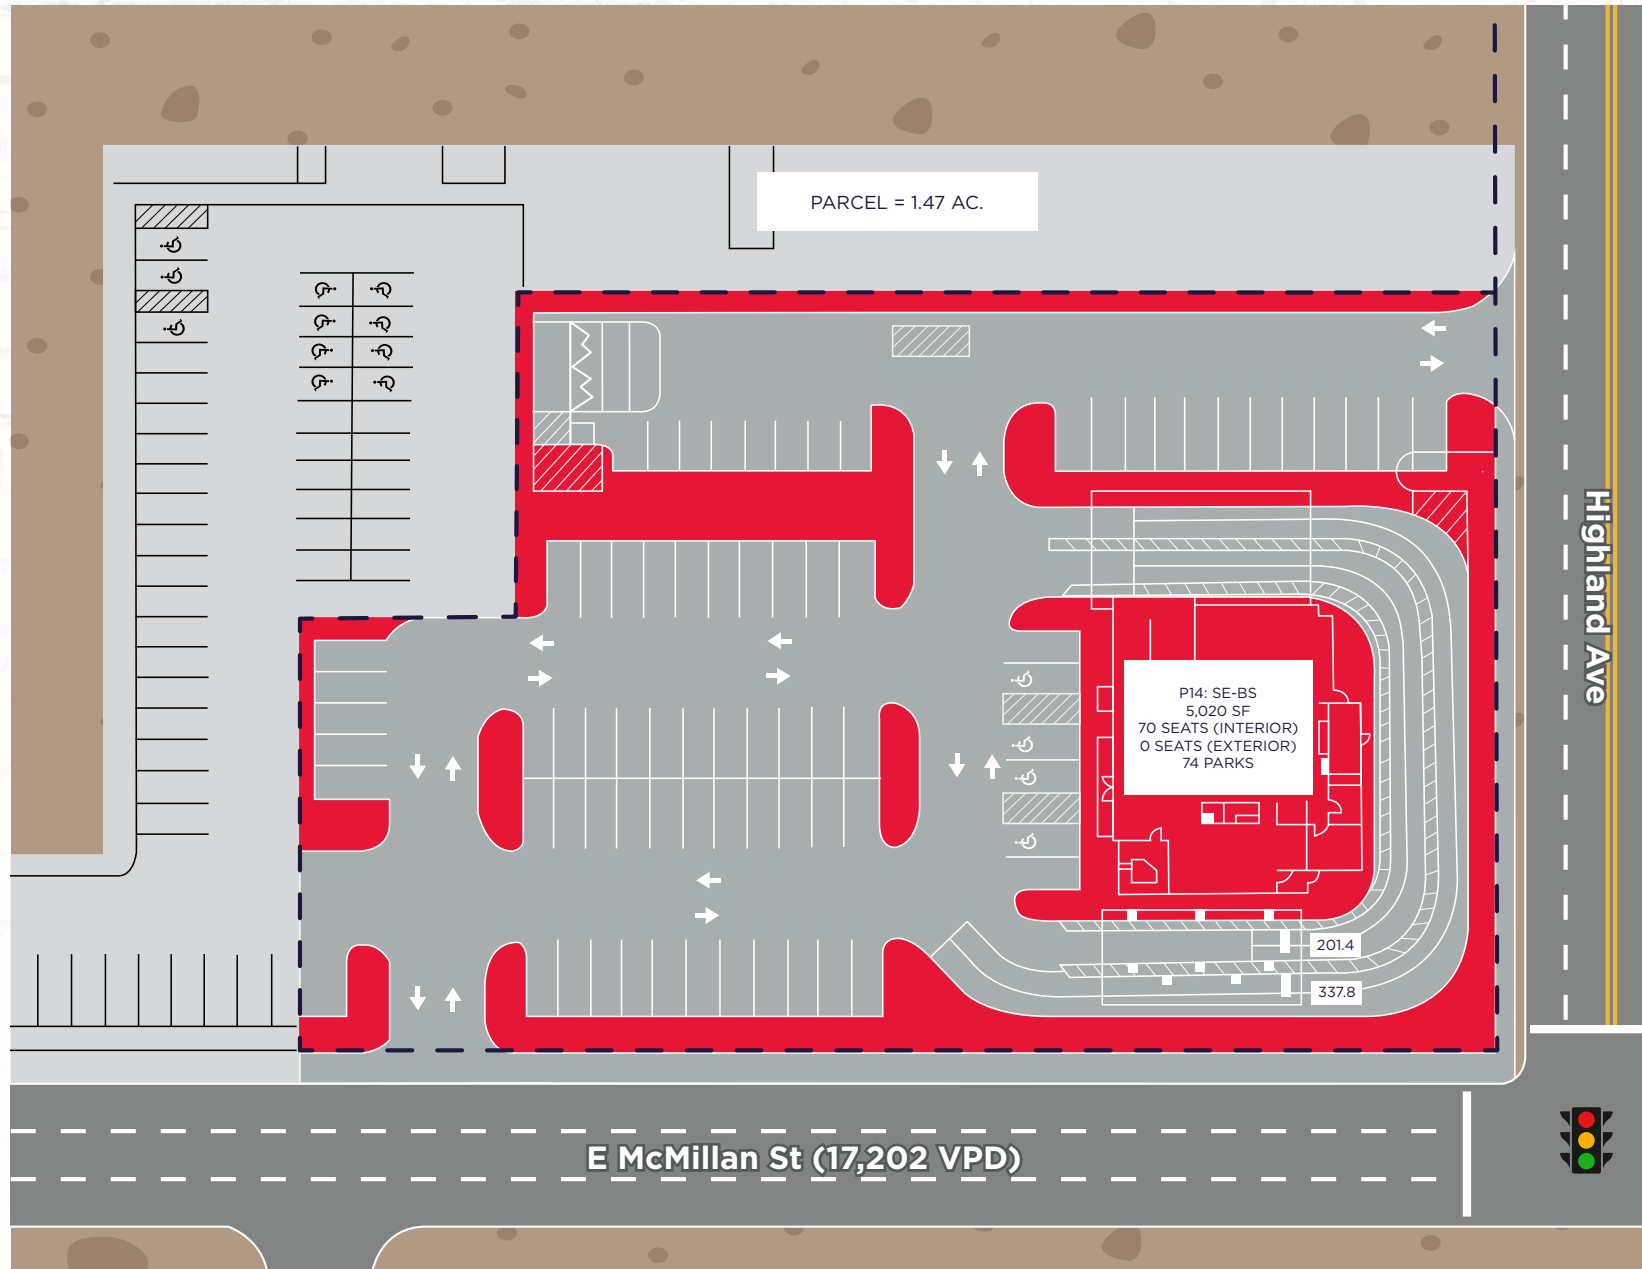 PARCEL = 1.47 AC.
Highland Ave
P14: SE-BS
5,020 SF
70 SEATS (INTERIOR)
0 SEATS (EXTERIOR)
74 PARKS
201.4
337.8
E McMillan St (17,202 VPD)